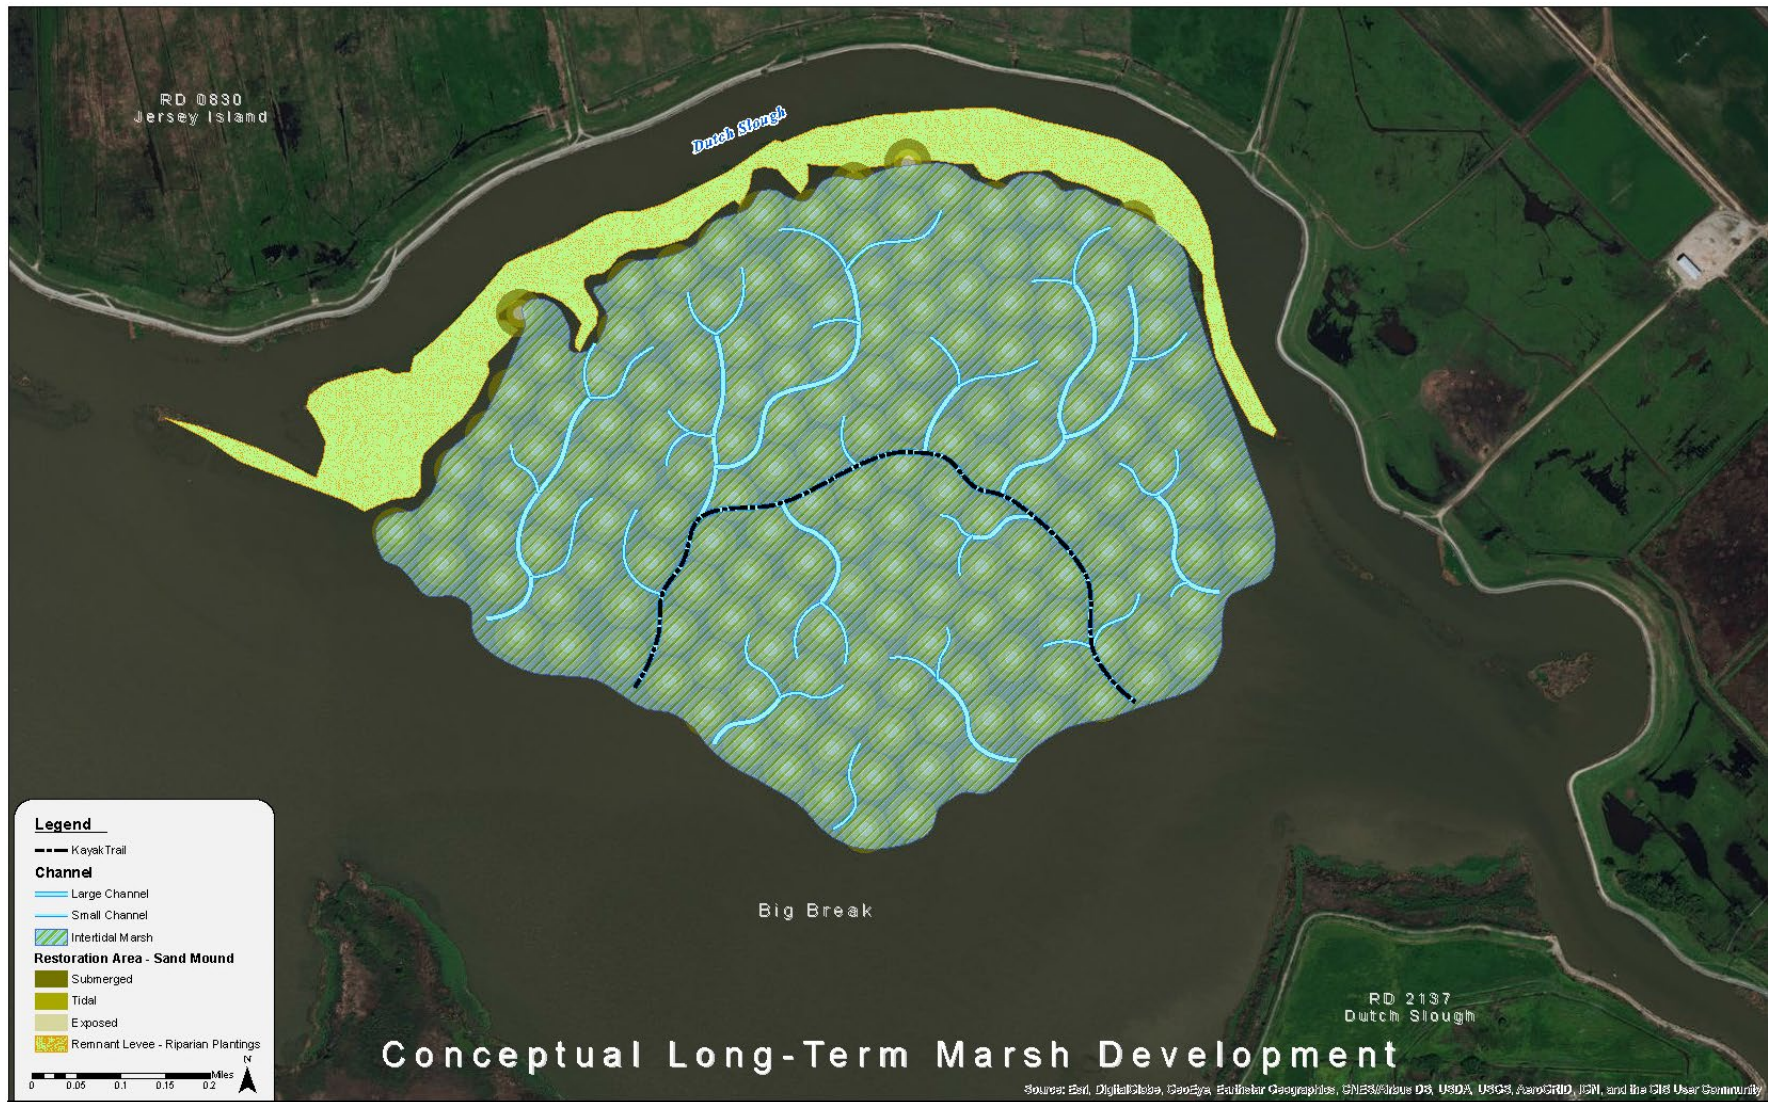 RD 0830
Jersey Island
Dutch Slough
Big Break
RD 2137
Dutch Slough
Legend
KayakTrail
Channel
Large Channel
Small Channel
Intertidal Marsh
Restoration Area - Sand Mound
Submerged
Tidal
Exposed
Remnant Levee - Riparian Plantings
N
Miles
0 0.05 0.1 0.15 0.2
Conceptual Long-Term Marsh Development
Source: Esri, DigitalGlobe, GeoEye, Earthstar Geographics, CNES/Airbus DS, USDA, USGS, AeroGRID, IGN, and the GIS User Community